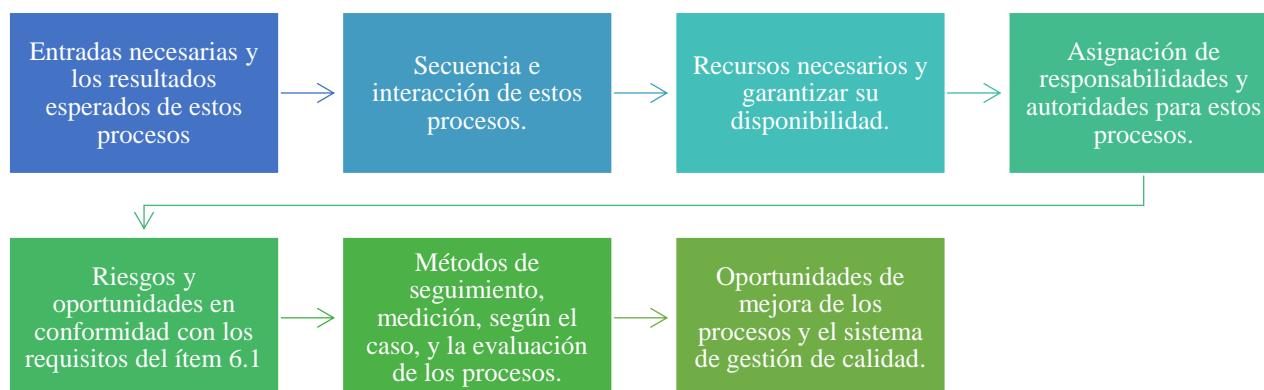 Entradas necesarias y
los resultados
esperados de estos
procesos
Secuencia e
interacción de estos
procesos.
Recursos necesarios y
garantizar su
disponibilidad.
Asignación de
responsabilidades y
autoridades para estos
procesos.
Riesgos y
oportunidades en
conformidad con los
requisitos del ítem 6.1
Métodos de
seguimiento,
medición, según el
caso, y la evaluación
de los procesos.
Oportunidades de
mejora de los
procesos y el sistema
de gestión de calidad.